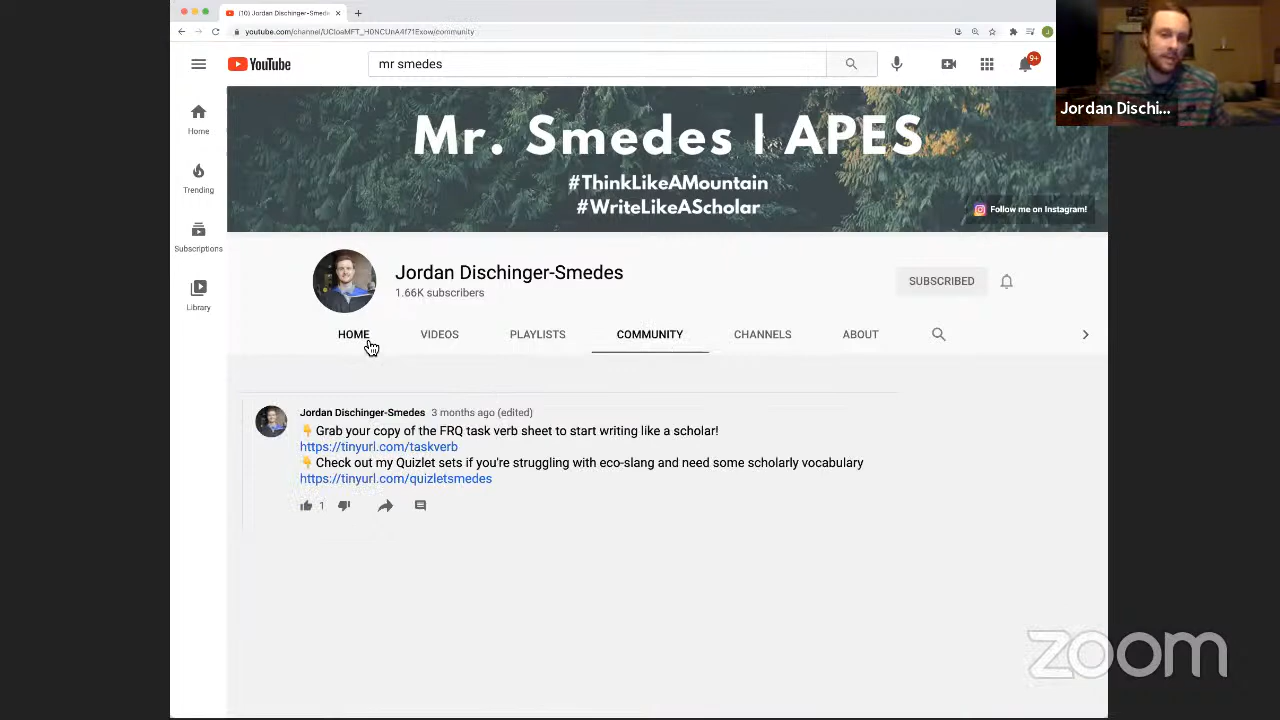 (10) Jordan Dischinger-Smedes
youtube.com/channel/UCloeMFT_H0NCUnA4f71Exow/community
YouTube
mr smedes
9+
J
Jordan Dischi...
Home
Trending
Subscriptions
Library
Mr. Smedes | APES
#ThinkLikeAMountain
#WriteLikeAScholar
Follow me on Instagram!
Jordan Dischinger-Smedes
1.66K subscribers
SUBSCRIBED
HOME VIDEOS PLAYLISTS COMMUNITY CHANNELS ABOUT
Jordan Dischinger-Smedes 3 months ago (edited)
👇Grab your copy of the FRQ task verb sheet to start writing like a scholar!
https://tinyurl.com/taskverb
👇Check out my Quizlet sets if you're struggling with eco-slang and need some scholarly vocabulary
https://tinyurl.com/quizletsmedes
1
zoom